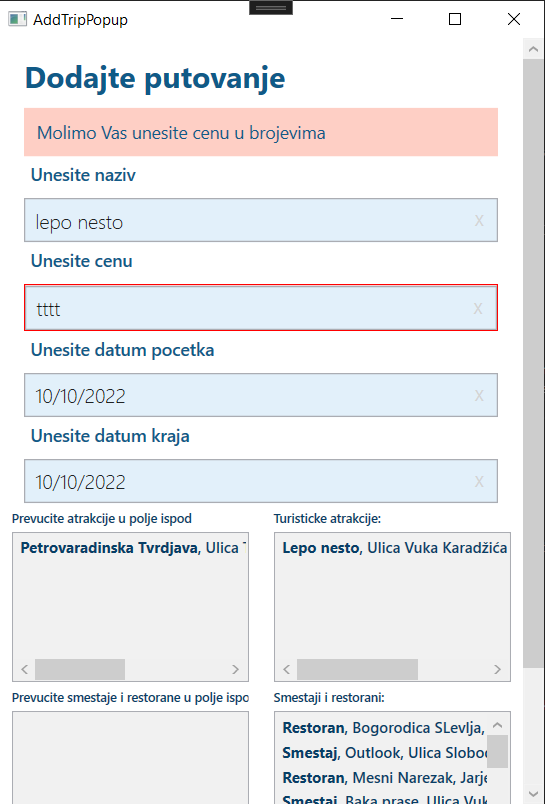 AddTripPopup
Dodajte putovanje
Molimo Vas unesite cenu u brojevima
Unesite naziv
lepo nesto x
Unesite cenu
tttt x
Unesite datum pocetka
10/10/2022 x
Unesite datum kraja
10/10/2022 x
Prevucite atrakcije u polje ispod
Petrovaradinska Tvrdjava, Ulica
Turisticke atrakcije:
Lepo nesto, Ulica Vuka Karadžića
Prevucite smestaje i restorane u polje ispo
Smestaji i restorani:
Restoran, Bogorodica SLevlja,
Smestaj, Outlook, Ulica Slobo
Restoran, Mesni Narezak, Jarje
Smestaj, Baka prase, Ulica Vuk